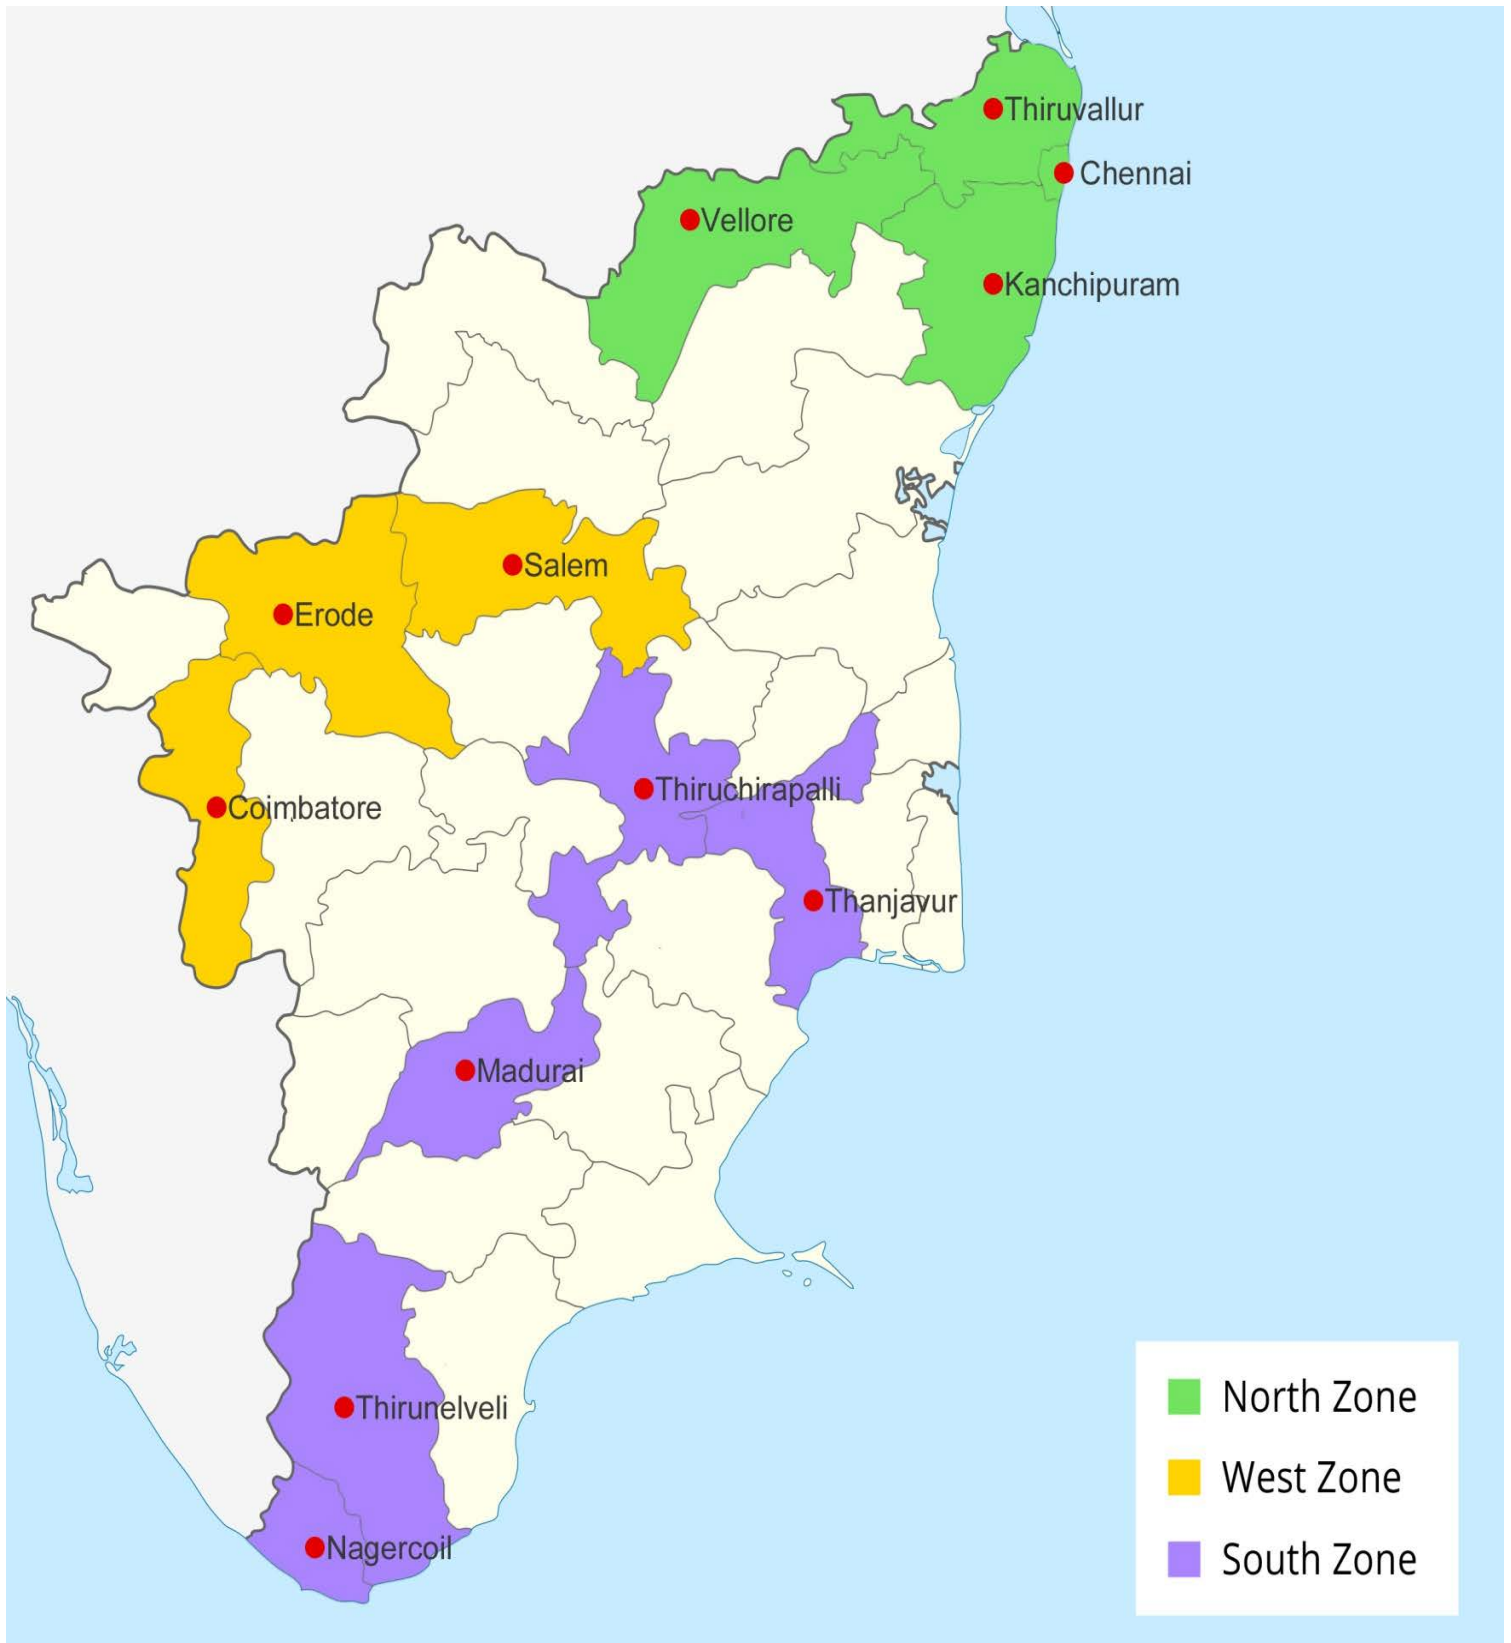 Thiruvallur
Chennai
Vellore
Kanchipuram
Salem
Erode
Thiruchirapalli
Coimbatore
Thanjavur
Madurai
Thirunelveli
Nagercoil
North Zone
West Zone
South Zone